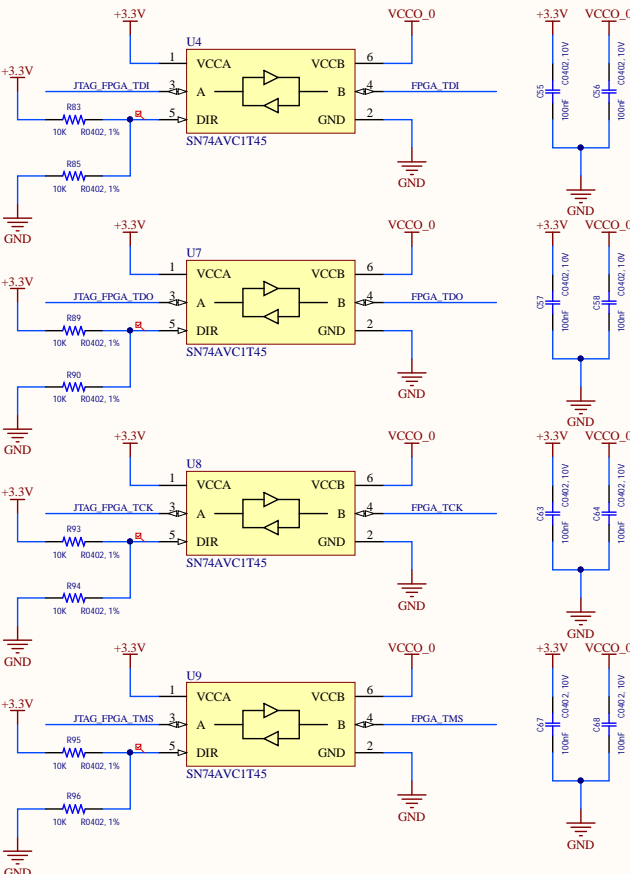 +3.3V
VCCO_0
+3.3V
VCCO_0
U4
1
VCCA
VCCB
6
+3.3V
JTAG_FPGA_TDI
3
A
B
4
FPGA_TDI
R83
5
DIR
GND
2
10K
R0402, 1%
SN74AVC1T45
C55
100nF
C0402, 10V
C56
100nF
C0402, 10V
R85
10K
R0402, 1%
GND
GND
GND
+3.3V
VCCO_0
+3.3V
VCCO_0
U7
1
VCCA
VCCB
6
+3.3V
JTAG_FPGA_TDO
3
A
B
4
FPGA_TDO
R89
5
DIR
GND
2
10K
R0402, 1%
SN74AVC1T45
C57
100nF
C0402, 10V
C58
100nF
C0402, 10V
R90
10K
R0402, 1%
GND
GND
GND
+3.3V
VCCO_0
+3.3V
VCCO_0
U8
1
VCCA
VCCB
6
+3.3V
JTAG_FPGA_TCK
3
A
B
4
FPGA_TCK
R93
5
DIR
GND
2
10K
R0402, 1%
SN74AVC1T45
C63
100nF
C0402, 10V
C64
100nF
C0402, 10V
R94
10K
R0402, 1%
GND
GND
GND
+3.3V
VCCO_0
+3.3V
VCCO_0
U9
1
VCCA
VCCB
6
+3.3V
JTAG_FPGA_TMS
3
A
B
4
FPGA_TMS
R95
5
DIR
GND
2
10K
R0402, 1%
SN74AVC1T45
C67
100nF
C0402, 10V
C68
100nF
C0402, 10V
R96
10K
R0402, 1%
GND
GND
GND